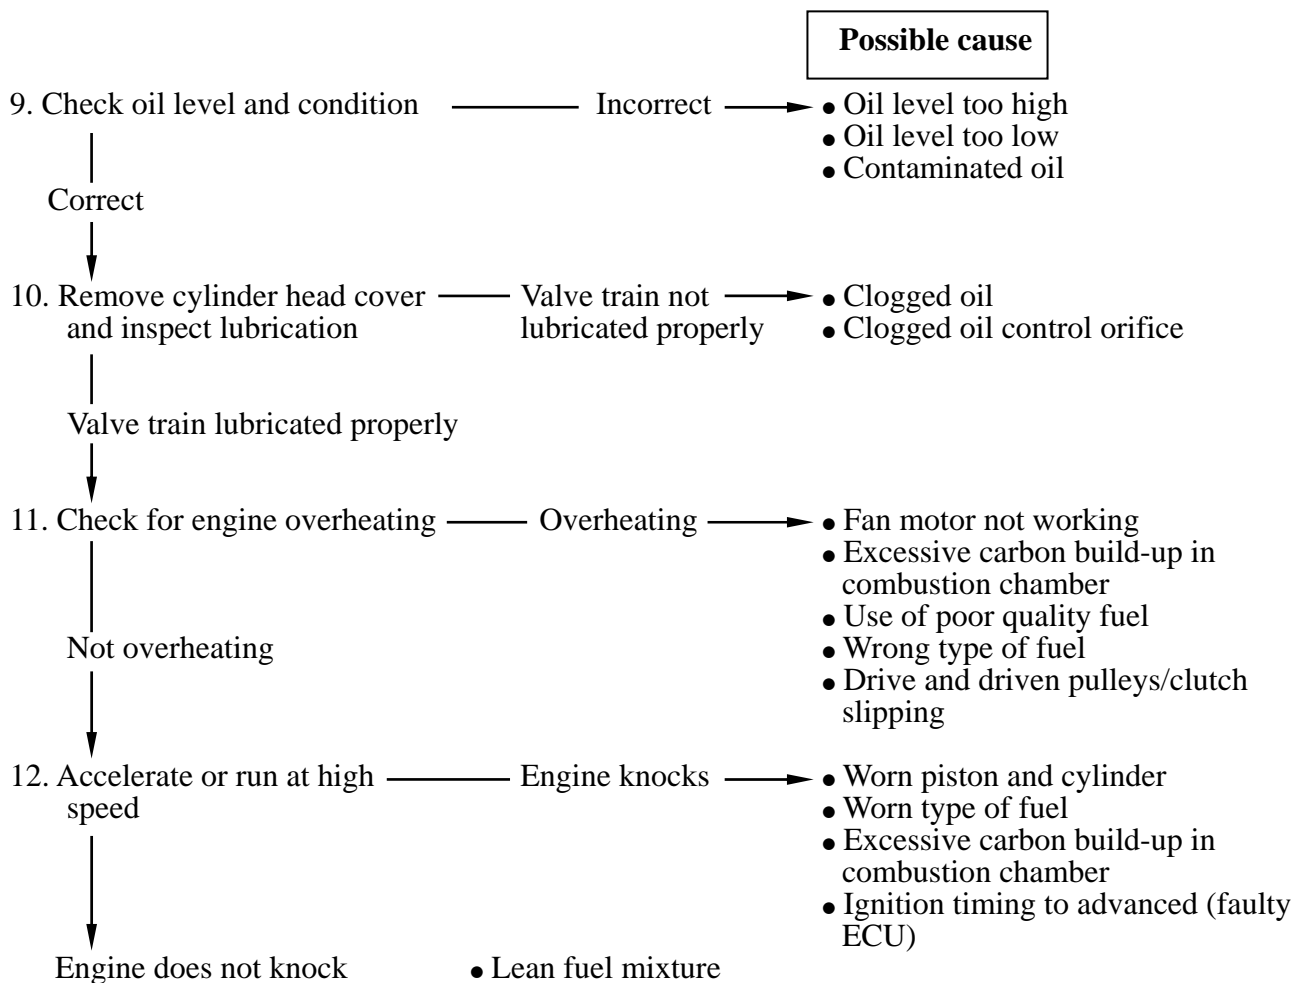 Possible cause
9. Check oil level and condition
Incorrect
• Oil level too high
• Oil level too low
• Contaminated oil
Correct
10. Remove cylinder head cover
and inspect lubrication
Valve train not
lubricated properly
• Clogged oil
• Clogged oil control orifice
Valve train lubricated properly
11. Check for engine overheating
Overheating
• Fan motor not working
• Excessive carbon build-up in
combustion chamber
• Use of poor quality fuel
• Wrong type of fuel
• Drive and driven pulleys/clutch
slipping
Not overheating
12. Accelerate or run at high
speed
Engine knocks
• Worn piston and cylinder
• Worn type of fuel
• Excessive carbon build-up in
combustion chamber
• Ignition timing to advanced (faulty
ECU)
Engine does not knock
• Lean fuel mixture